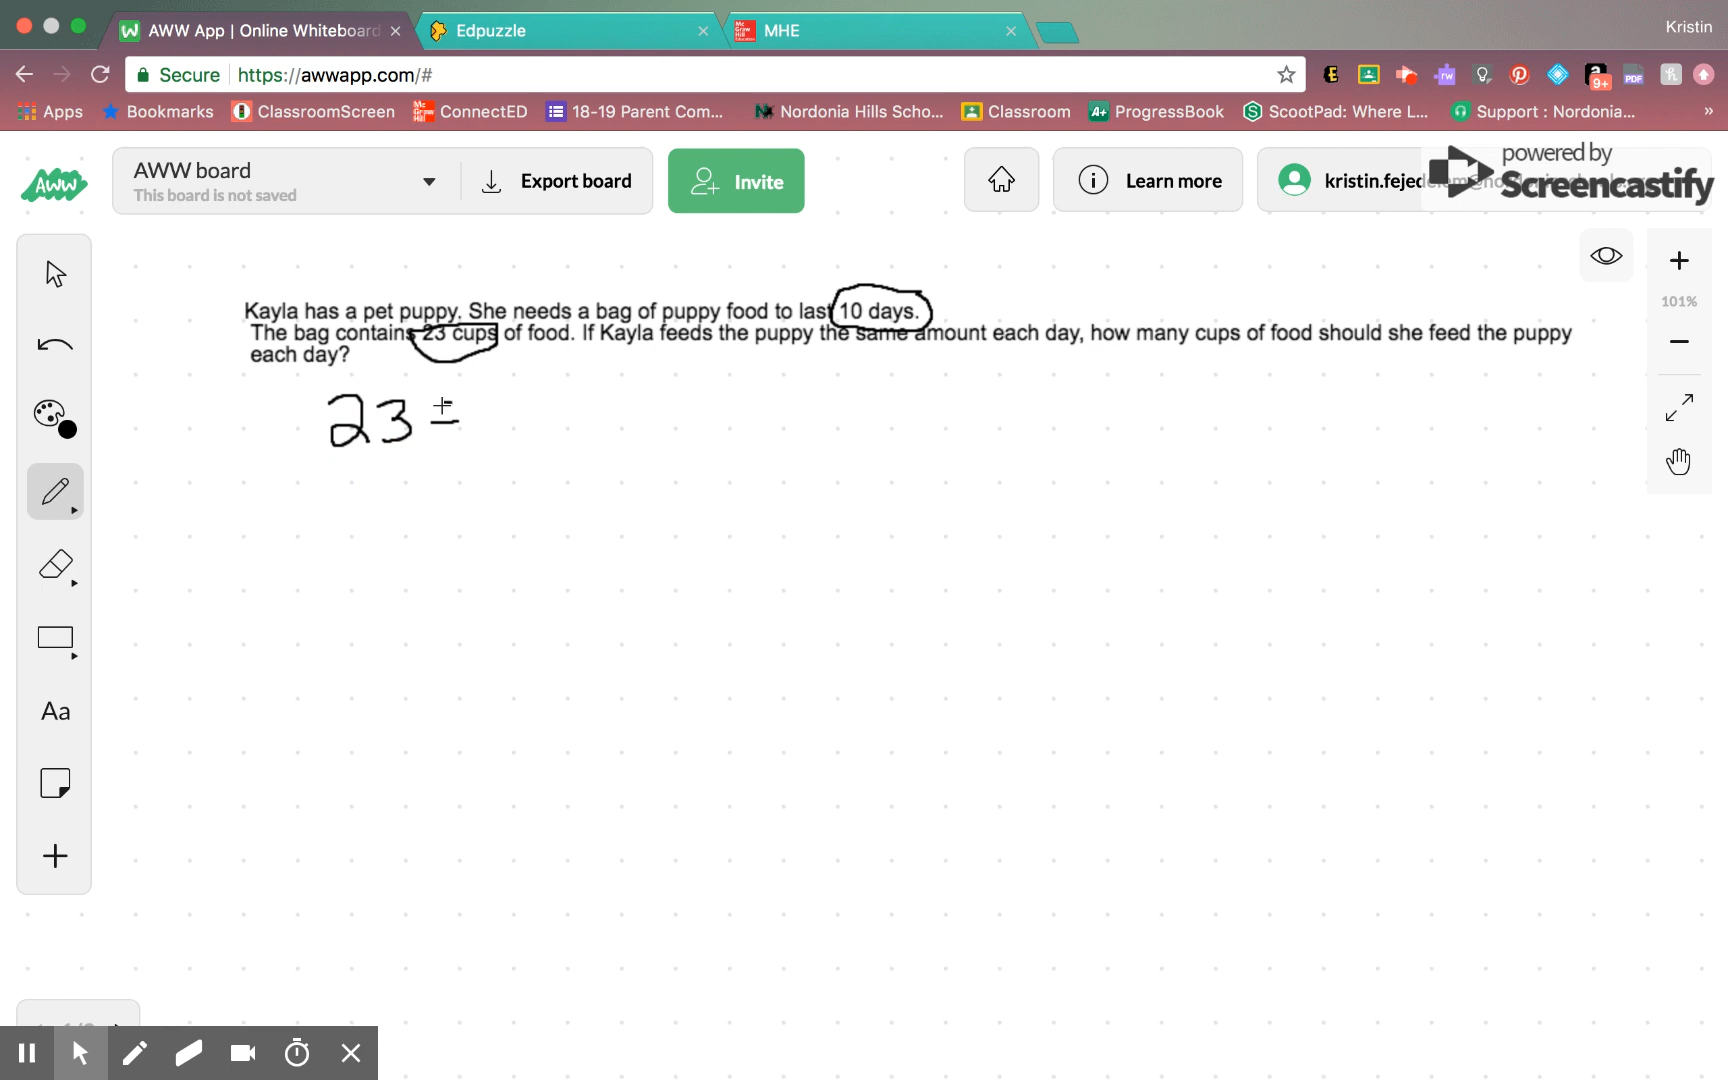 Kristin
AWW App | Online Whiteboard
Edpuzzle
MHE
Secure https://awwapp.com/#
Apps Bookmarks ClassroomScreen ConnectED 18-19 Parent Com... Nordonia Hills Scho... Classroom ProgressBook ScootPad: Where L... Support : Nordonia... »
AWW
AWW board
This board is not saved
Export board
Invite
Learn more
kristin.fejed
powered by
Screencastify
101%
Kayla has a pet puppy. She needs a bag of puppy food to last 10 days.
The bag contains 23 cups of food. If Kayla feeds the puppy the same amount each day, how many cups of food should she feed the puppy
each day?
23
Aa